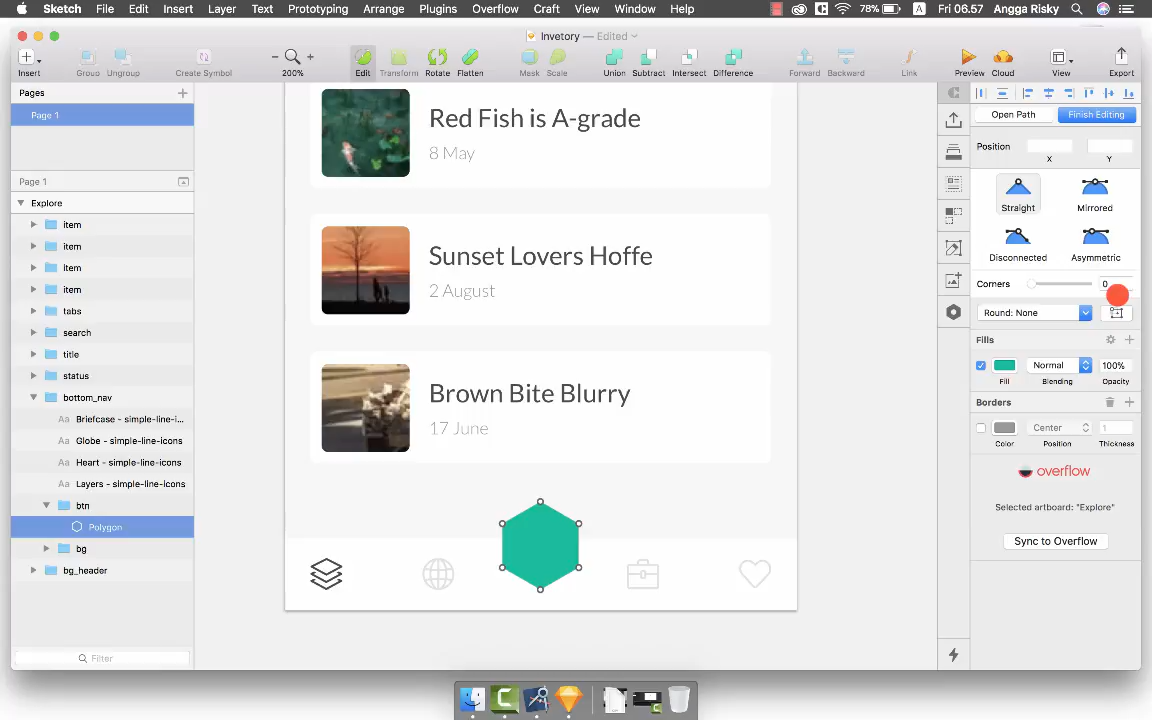 Sketch File Edit Insert Layer Text Prototyping Arrange Plugins Overflow Craft View Window Help 78% Fri 06.57 Angga Risky
Invetory — Edited
Insert Group Ungroup Create Symbol 200% Edit Transform Rotate Flatten Mask Scale Union Subtract Intersect Difference Forward Backward Link Preview Cloud View Export
Pages
Page 1
Page 1
Explore
item
item
item
item
tabs
search
title
status
bottom_nav
Aa Briefcase - simple-line-i...
Aa Globe - simple-line-icons
Aa Heart - simple-line-icons
Aa Layers - simple-line-icons
btn
Polygon
bg
bg_header
Filter
Red Fish is A-grade
8 May
Sunset Lovers Hoffe
2 August
Brown Bite Blurry
17 June
Open Path Finish Editing
Position
X Y
Straight Mirrored
Disconnected Asymmetric
Corners 0
Round: None
Fills
Normal 100%
Fill Blending Opacity
Borders
Center 1
Color Position Thickness
overflow
Selected artboard: "Explore"
Sync to Overflow